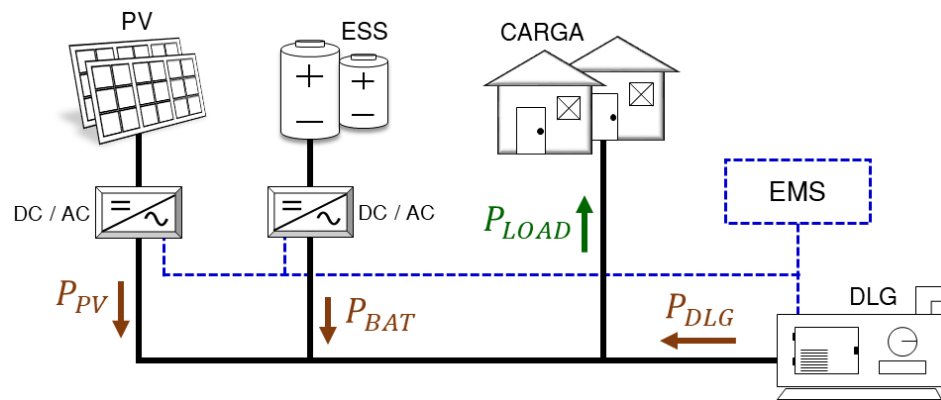 PV
ESS
CARGA
+
+
−
−
DC / AC
DC / AC
EMS
P_LOAD
P_PV
P_BAT
P_DLG
DLG